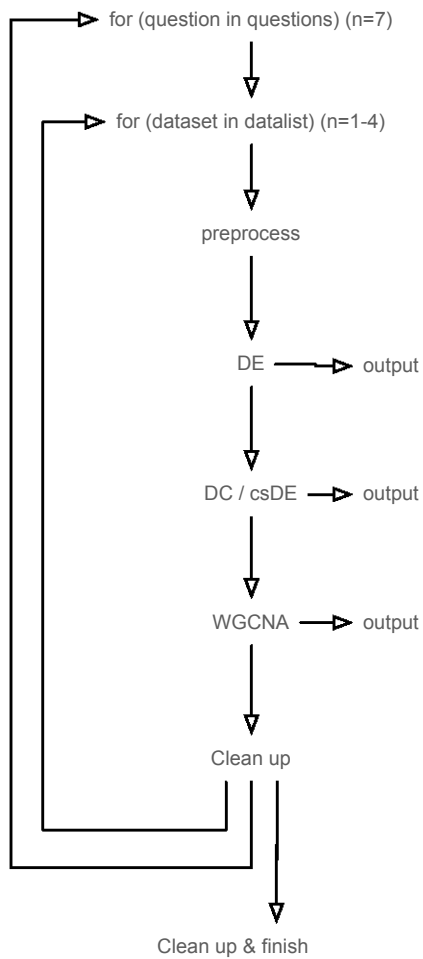 for (question in questions) (n=7)
for (dataset in datalist) (n=1-4)
preprocess
DE
output
DC / csDE
output
WGCNA
output
Clean up
Clean up & finish